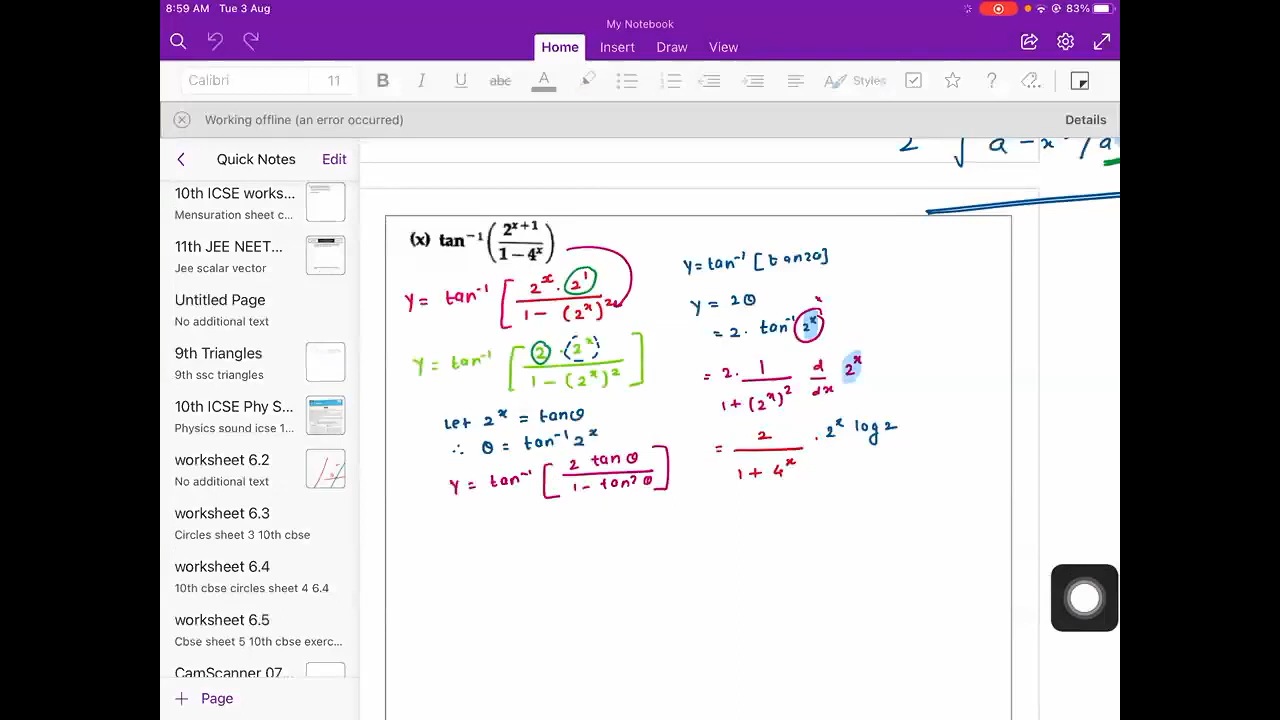 8:59 AM Tue 3 Aug
83%
My Notebook
Home Insert Draw View
Calibri 11 B I U abc A Styles
Working offline (an error occurred) Details
Quick Notes Edit
10th ICSE works...
Mensuration sheet c...
11th JEE NEET...
Jee scalar vector
Untitled Page
No additional text
9th Triangles
9th ssc triangles
10th ICSE Phy S...
Physics sound icse 1...
worksheet 6.2
No additional text
worksheet 6.3
Circles sheet 3 10th cbse
worksheet 6.4
10th cbse circles sheet 4 6.4
worksheet 6.5
Cbse sheet 5 10th cbse exerc...
CamScanner 07...
+ Page
2 √ a - x² / a
(x) tan⁻¹ (2ˣ⁺¹ / 1 − 4ˣ)
Y = tan⁻¹ [ 2ˣ · 2¹ / 1 − (2ˣ)² ]
Y = tan⁻¹ [ 2 · 2ˣ / 1 − (2ˣ)² ]
Let 2ˣ = tanθ
∴ θ = tan⁻¹ 2ˣ
Y = tan⁻¹ [ 2 tanθ / 1 − tan²θ ]
Y = tan⁻¹ [tan2θ]
Y = 2θ
= 2 · tan⁻¹ (2ˣ)
= 2 · 1 / 1 + (2ˣ)² d/dx 2ˣ
= 2 / 1 + 4ˣ · 2ˣ log 2